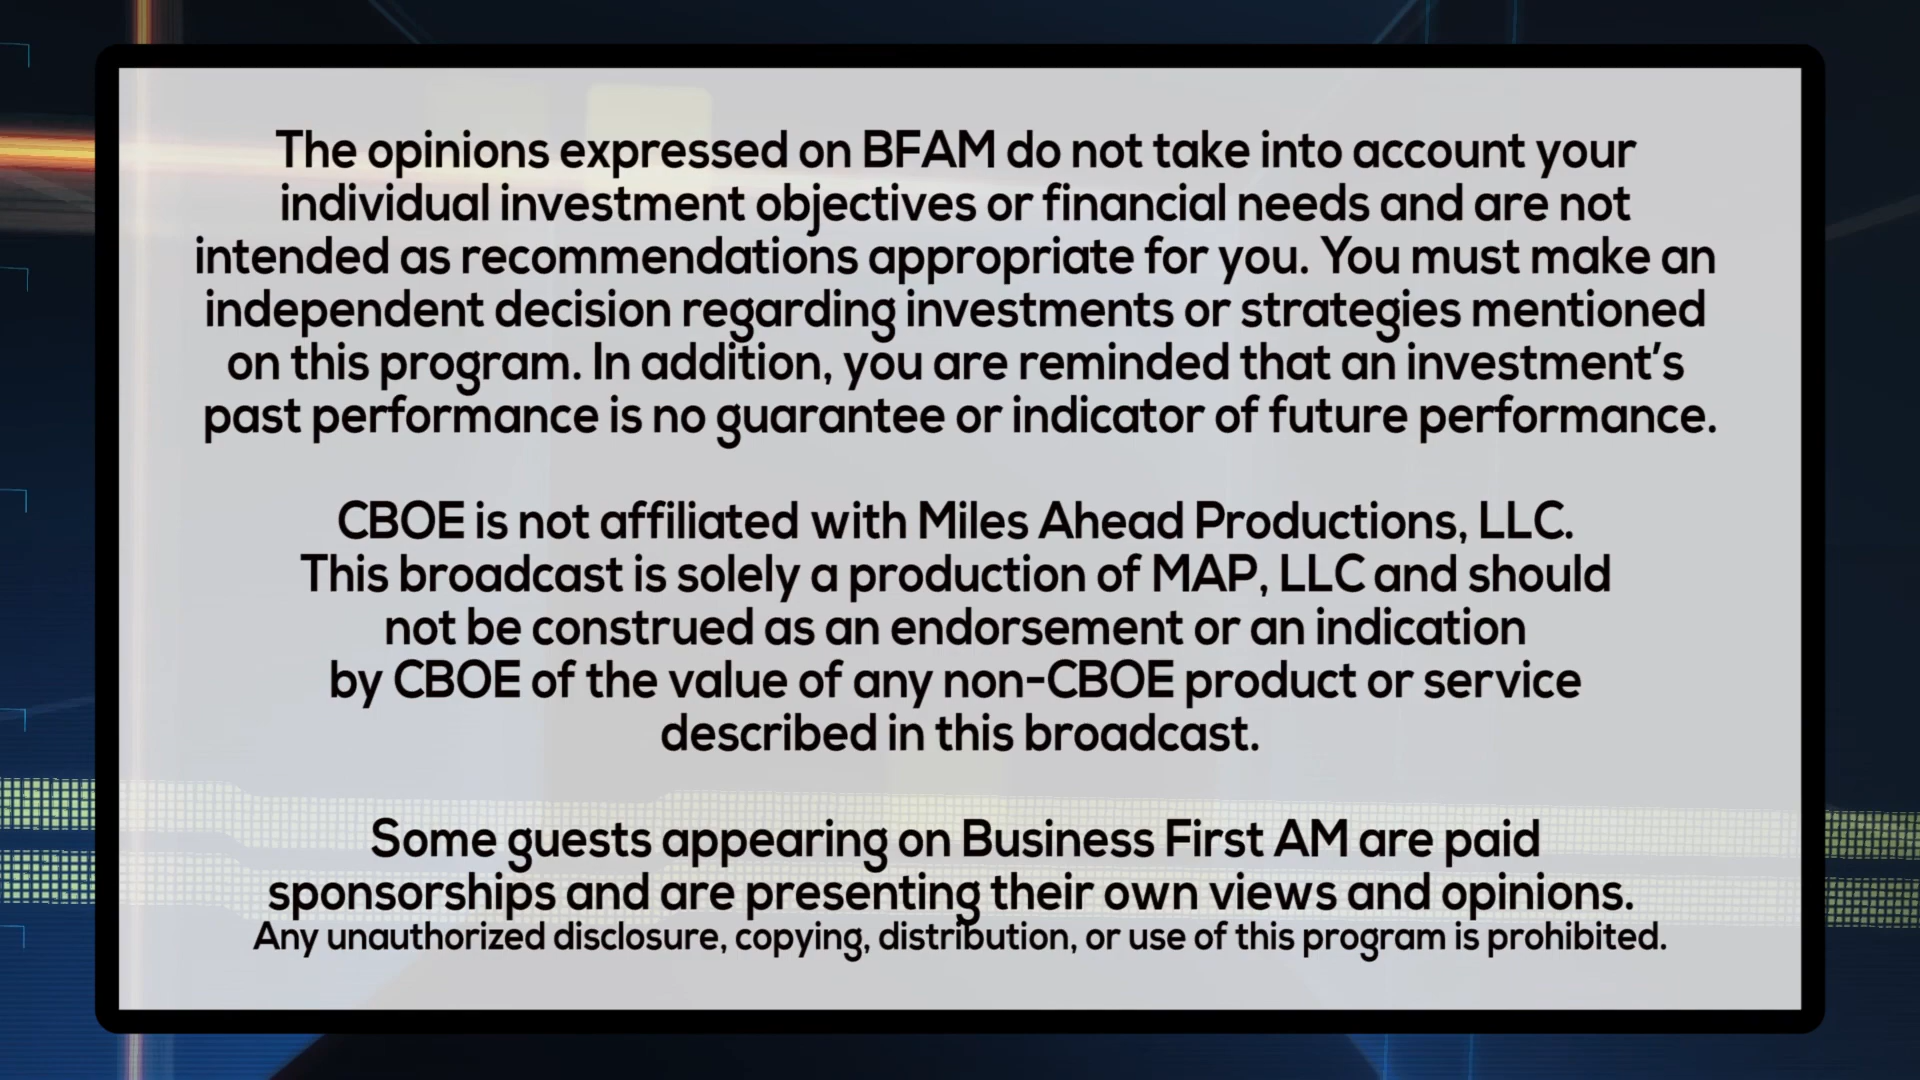 The opinions expressed on BFAM do not take into account your
individual investment objectives or financial needs and are not
intended as recommendations appropriate for you. You must make an
independent decision regarding investments or strategies mentioned
on this program. In addition, you are reminded that an investment’s
past performance is no guarantee or indicator of future performance.
CBOE is not affiliated with Miles Ahead Productions, LLC.
This broadcast is solely a production of MAP, LLC and should
not be construed as an endorsement or an indication
by CBOE of the value of any non-CBOE product or service
described in this broadcast.
Some guests appearing on Business First AM are paid
sponsorships and are presenting their own views and opinions.
Any unauthorized disclosure, copying, distribution, or use of this program is prohibited.